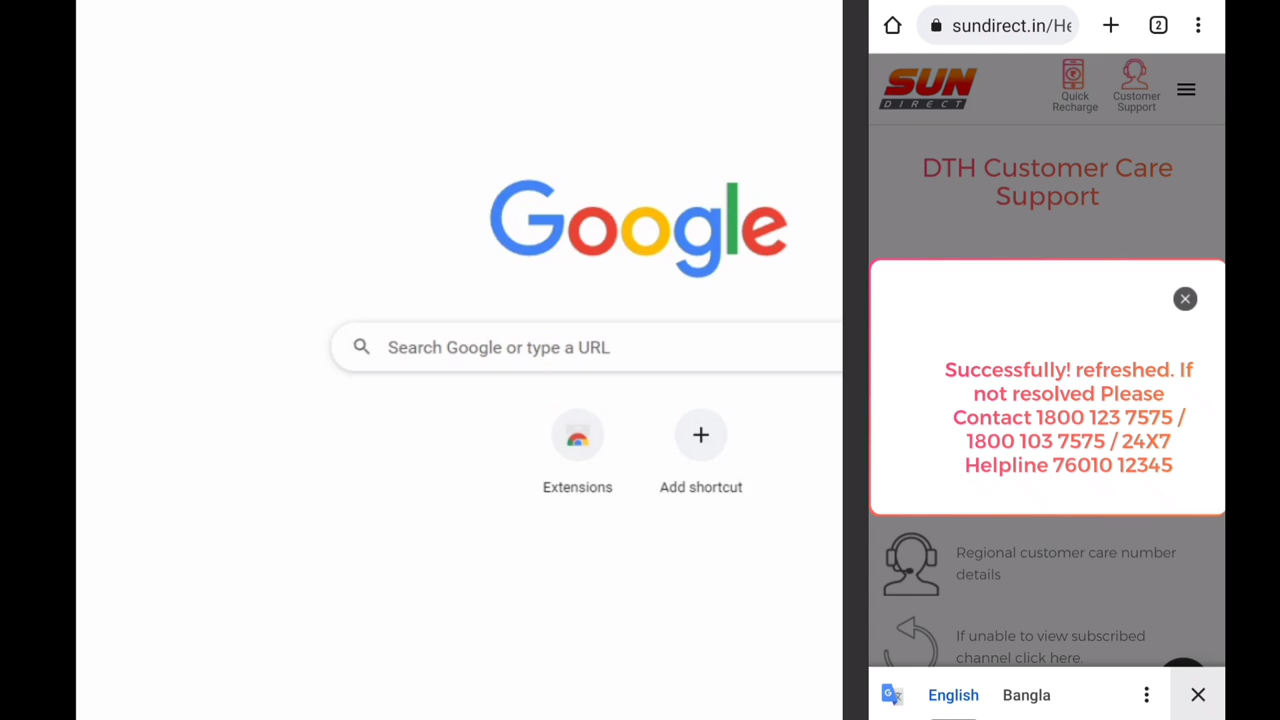 Google
Search Google or type a URL
Extensions
Add shortcut
sundirect.in/He
2
SUN
DIRECT
Quick
Recharge
Customer
Support
DTH Customer Care
Support
Successfully! refreshed. If
not resolved Please
Contact 1800 123 7575 /
1800 103 7575 / 24X7
Helpline 76010 12345
Regional customer care number
details
If unable to view subscribed
channel click here.
English
Bangla